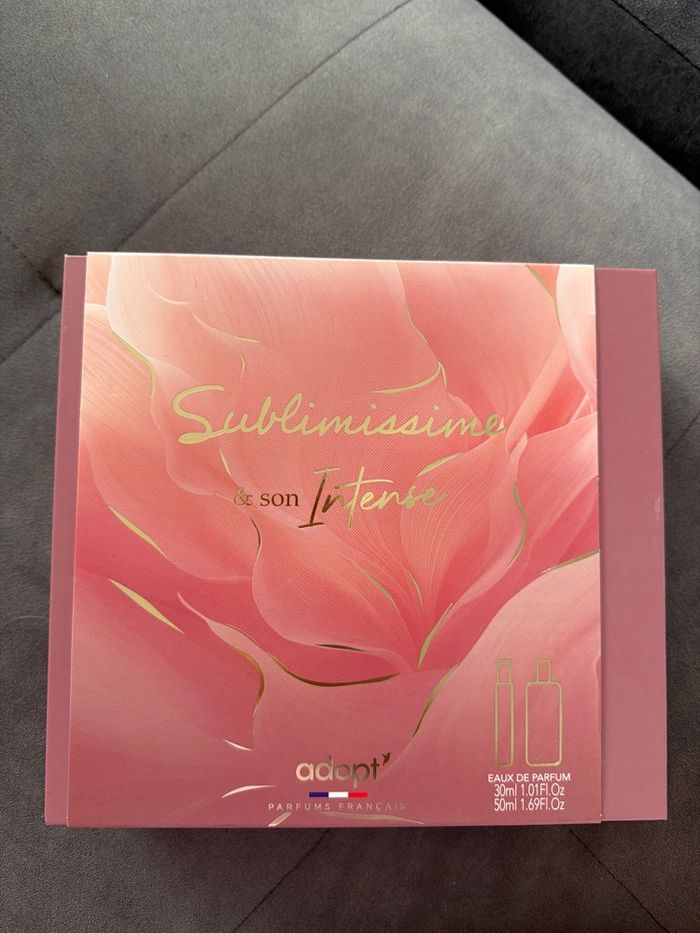 Sublimissime
& son Intense
adopt'
PARFUMS FRANÇAIS
EAUX DE PARFUM
30ml 1.01Fl.Oz
50ml 1.69Fl.Oz